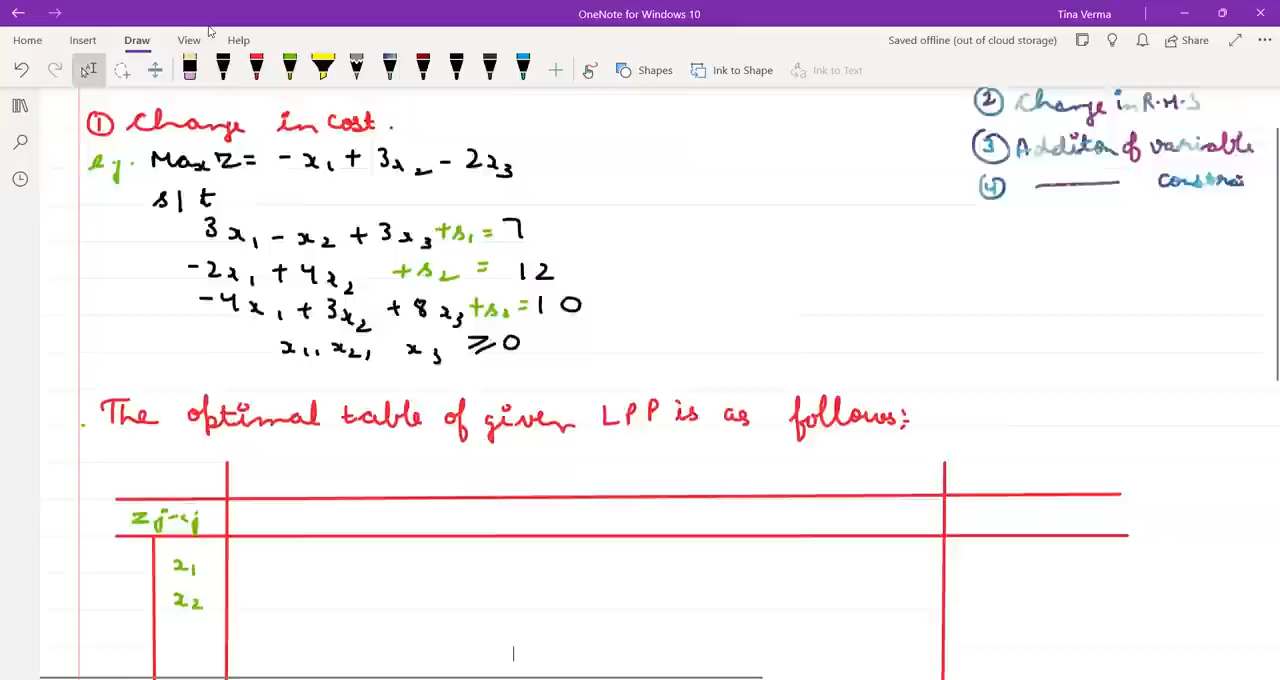 OneNote for Windows 10
Tina Verma
Home Insert Draw View Help
Saved offline (out of cloud storage)
Share
Shapes
Ink to Shape
Ink to Text
① change in cost.
eg. Max Z = - x₁ + 3x₂ - 2x₃
s|t
3x₁ - x₂ + 3x₃ + s₁ = 7
-2x₁ + 4x₂ + s₂ = 12
-4x₁ + 3x₂ + 8x₃ + s₃ = 10
x₁, x₂, x₃ ≥ 0
② change in R.H.S
③ Additon of variable
④ —— constrai
. The optimal table of given LPP is as follows:
zj-cj
x₁
x₂